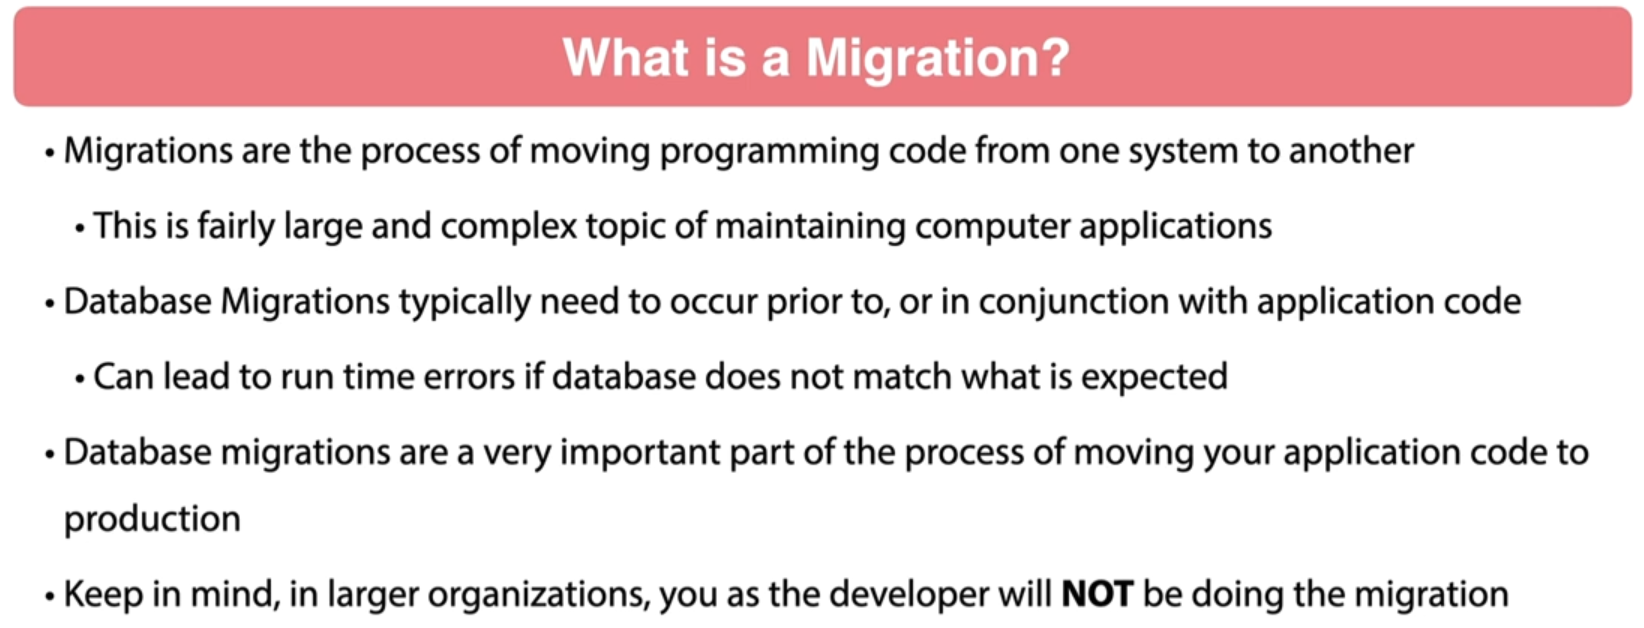 What is a Migration?
• Migrations are the process of moving programming code from one system to another
• This is fairly large and complex topic of maintaining computer applications
• Database Migrations typically need to occur prior to, or in conjunction with application code
• Can lead to run time errors if database does not match what is expected
• Database migrations are a very important part of the process of moving your application code to
production
• Keep in mind, in larger organizations, you as the developer will NOT be doing the migration